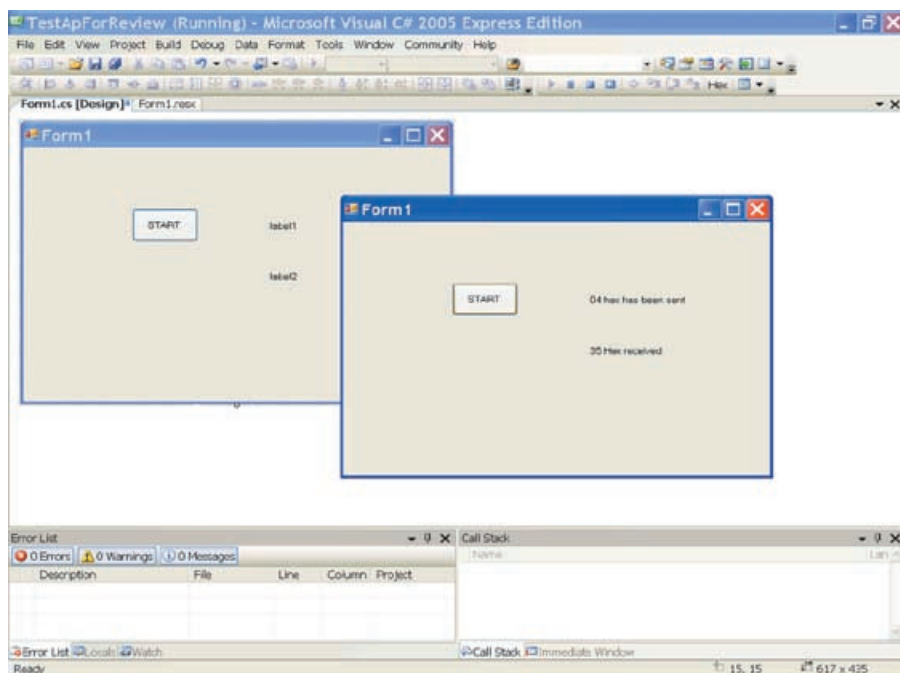 TestApForReview (Running) - Microsoft Visual C# 2005 Express Edition
File Edit View Project Build Debug Data Format Tools Window Community Help
Hex
Form1.cs [Design]* Form1.resx
Form1
START
label1
label2
Form1
START
04 hex has been sent
35 Hex received
Error List
0 Errors 0 Warnings 0 Messages
Description File Line Column Project
Error List Locals Watch
Call Stack
Name Lan
Call Stack Immediate Window
Ready 15, 15 617 x 435